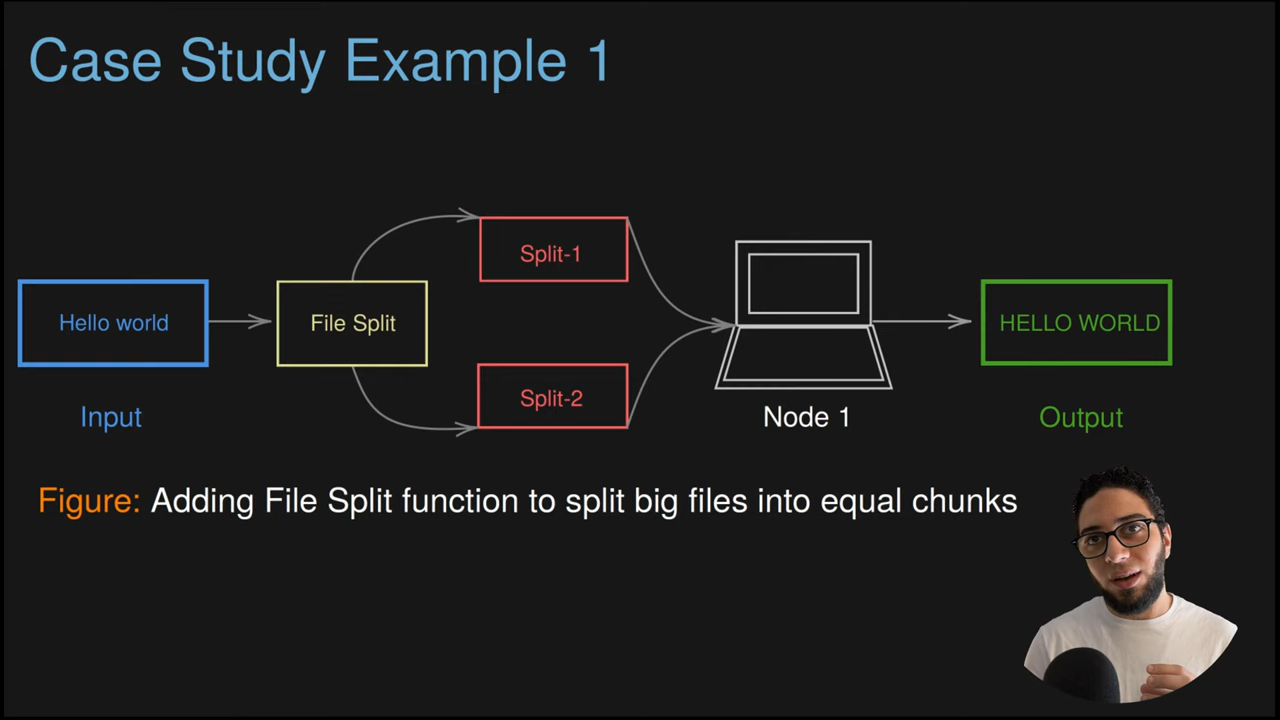 Case Study Example 1
Split-1
Hello world
File Split
HELLO WORLD
Split-2
Input
Node 1
Output
Figure: Adding File Split function to split big files into equal chunks